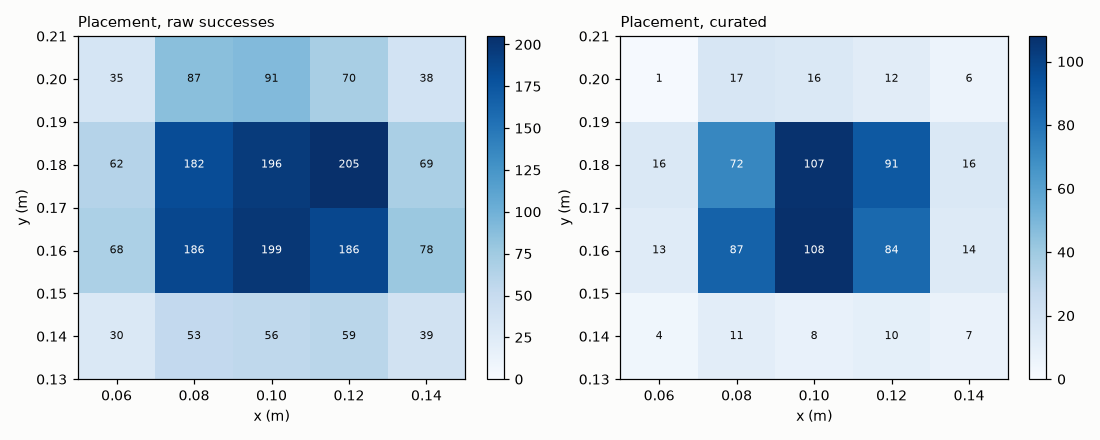 Placement, raw successes
0.21
0.20
0.19
0.18
0.17
0.16
0.15
0.14
0.13
y (m)
35 87 91 70 38
62 182 196 205 69
68 186 199 186 78
30 53 56 59 39
0.06 0.08 0.10 0.12 0.14
x (m)
200
175
150
125
100
75
50
25
0
Placement, curated
0.21
0.20
0.19
0.18
0.17
0.16
0.15
0.14
0.13
y (m)
1 17 16 12 6
16 72 107 91 16
13 87 108 84 14
4 11 8 10 7
0.06 0.08 0.10 0.12 0.14
x (m)
100
80
60
40
20
0